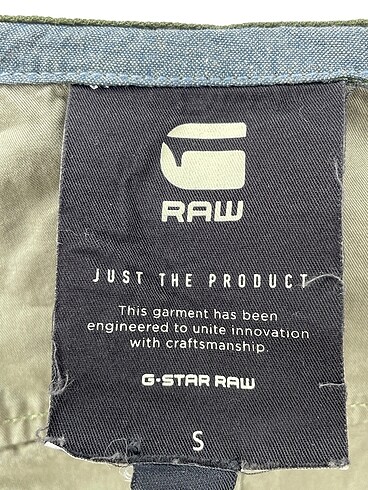 G
RAW
JUST THE PRODUCT
This garment has been
engineered to unite innovation
with craftsmanship.
G-STAR RAW
S